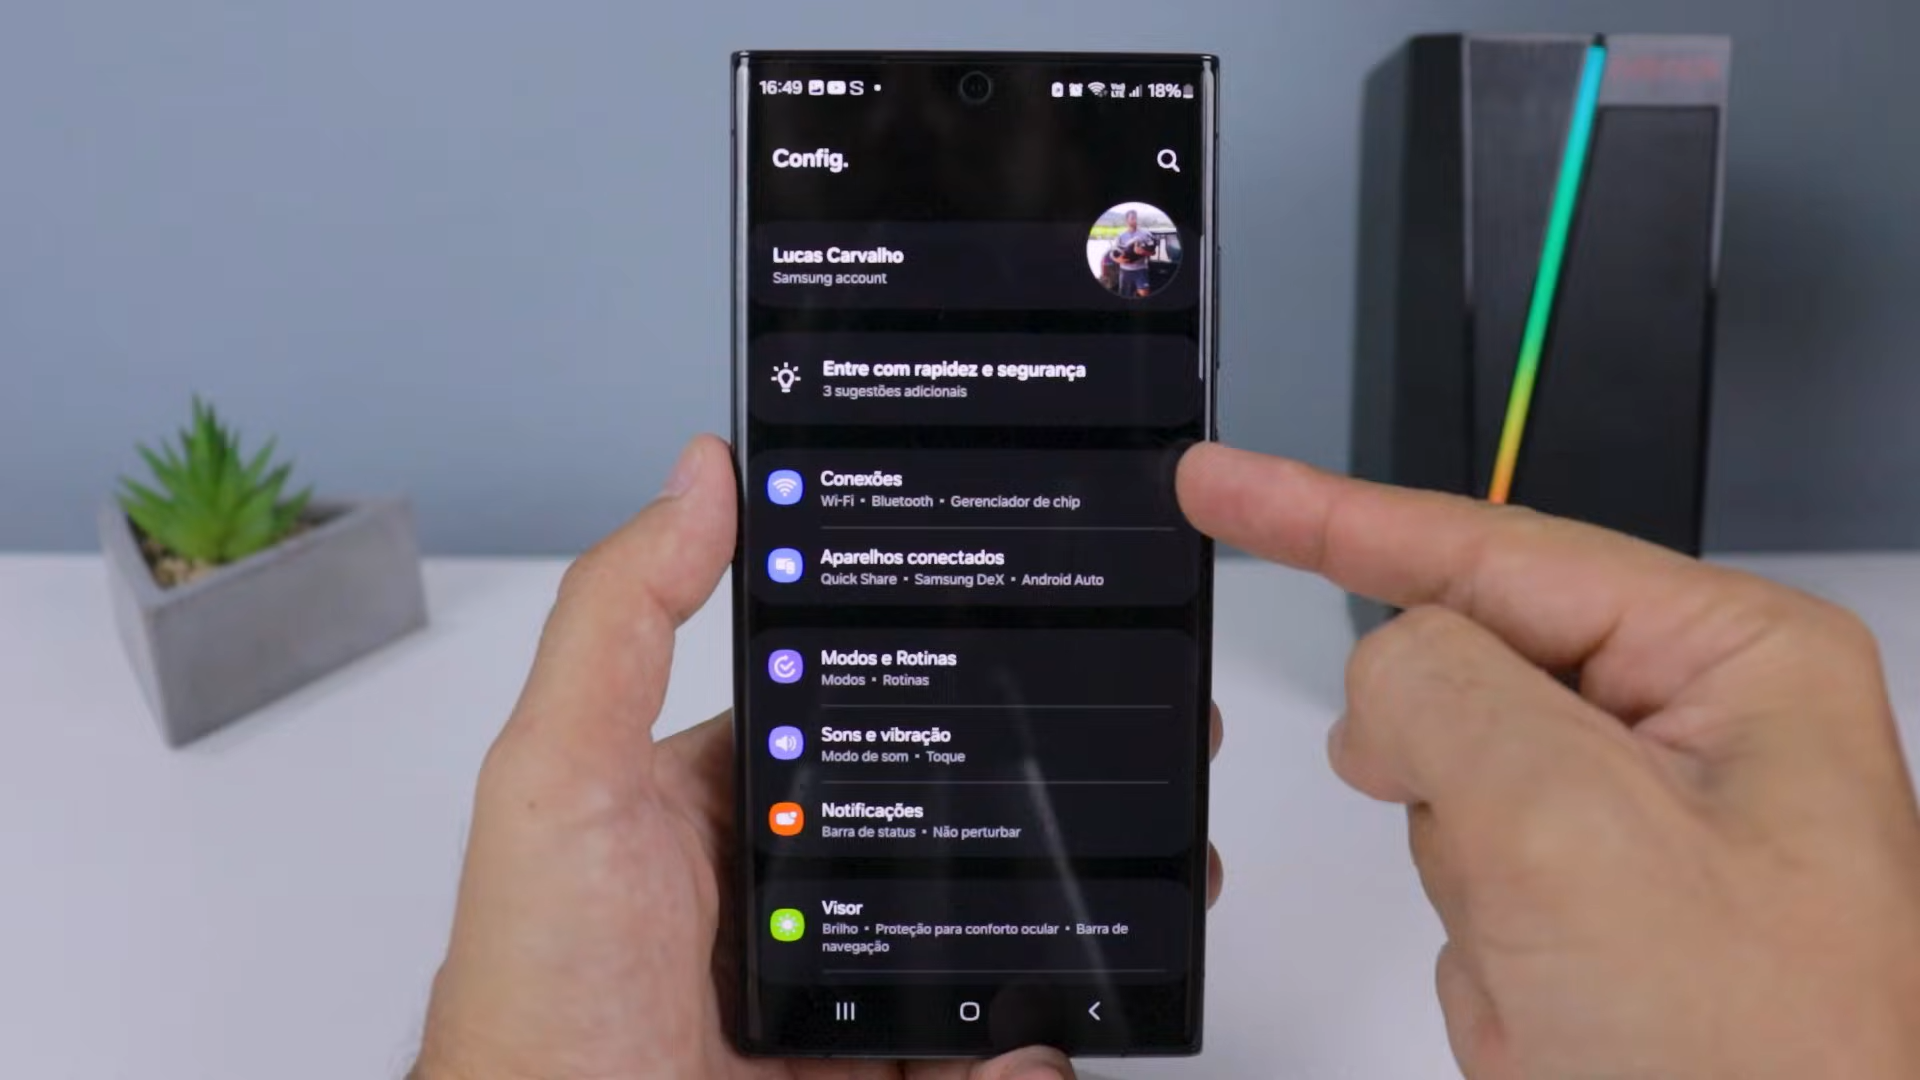 16:49 S • 18%
Config.
Lucas Carvalho
Samsung account
Entre com rapidez e segurança
3 sugestões adicionais
Conexões
Wi-Fi • Bluetooth • Gerenciador de chip
Aparelhos conectados
Quick Share • Samsung DeX • Android Auto
Modos e Rotinas
Modos • Rotinas
Sons e vibração
Modo de som • Toque
Notificações
Barra de status • Não perturbar
Visor
Brilho • Proteção para conforto ocular • Barra de
navegação